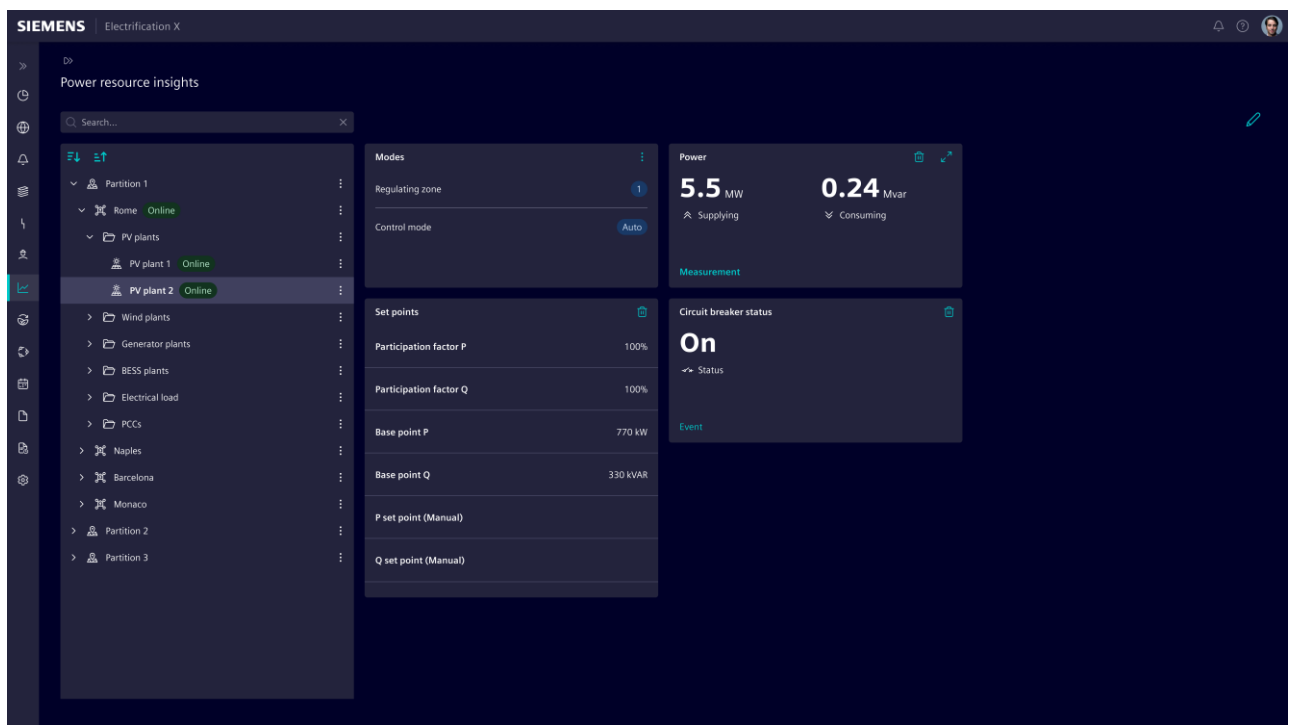 SIEMENS Electrification X
Power resource insights
Search...
Partition 1
Rome Online
PV plants
PV plant 1 Online
PV plant 2 Online
Wind plants
Generator plants
BESS plants
Electrical load
PCCs
Naples
Barcelona
Monaco
Partition 2
Partition 3
Modes
Regulating zone 1
Control mode Auto
Set points
Participation factor P 100%
Participation factor Q 100%
Base point P 770 kW
Base point Q 330 kVAR
P set point (Manual)
Q set point (Manual)
Power
5.5 MW 0.24 Mvar
Supplying Consuming
Measurement
Circuit breaker status
On
Status
Event